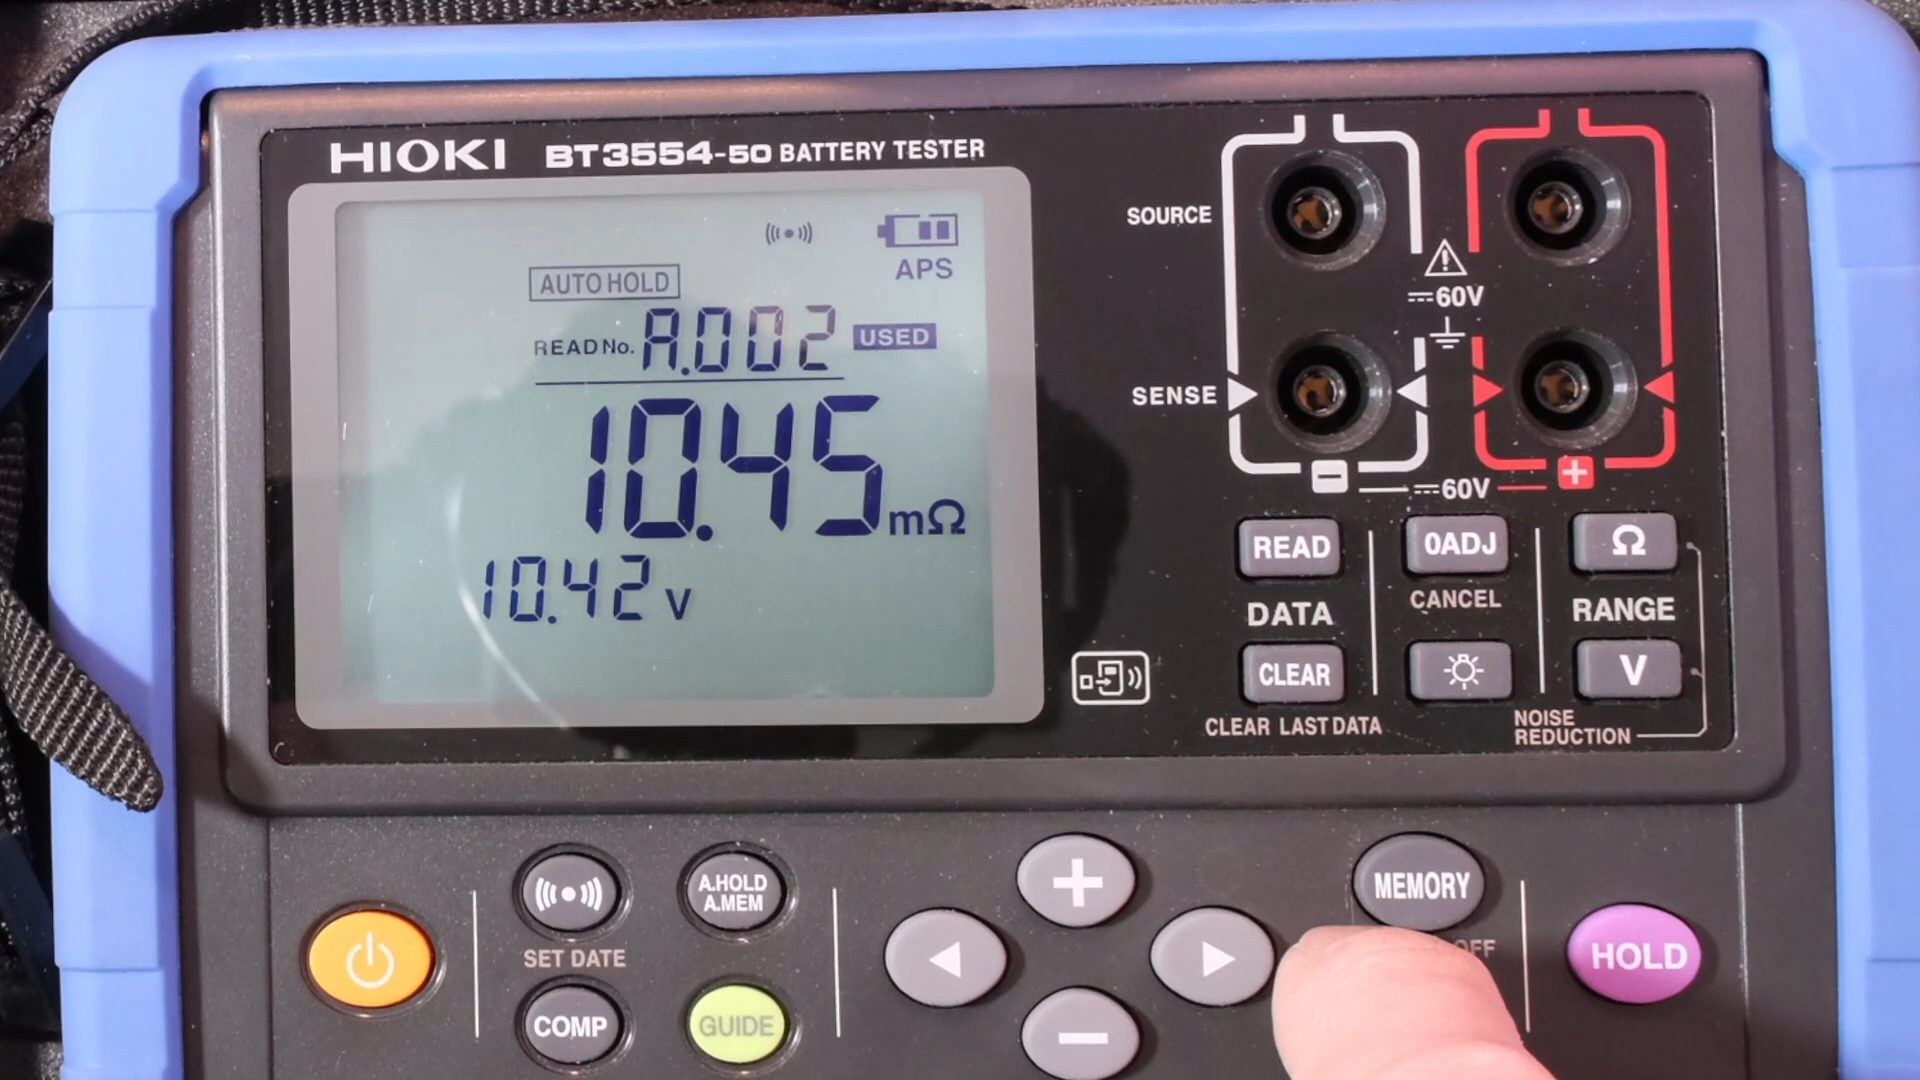 HIOKI BT3554-50 BATTERY TESTER
APS
AUTO HOLD
READ No. A.002 USED
10.45 mΩ
10.42 V
SOURCE
60V
SENSE
60V
READ
0ADJ
Ω
DATA
CANCEL
RANGE
CLEAR
V
CLEAR LAST DATA
NOISE
REDUCTION
A.HOLD
A.MEM
MEMORY
SET DATE
OFF
HOLD
COMP
GUIDE